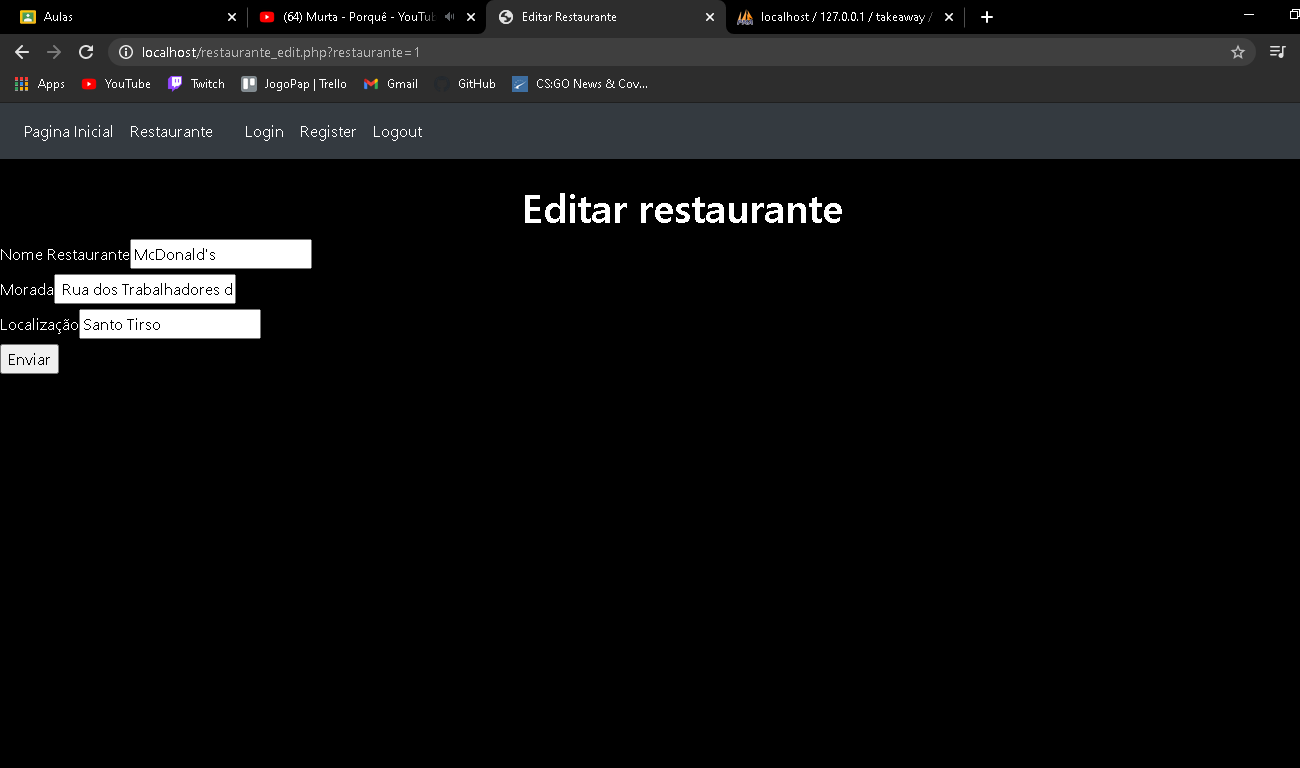 Aulas
(64) Murta - Porquê - YouTu
Editar Restaurante
localhost / 127.0.0.1 / takeaway /
localhost/restaurante_edit.php?restaurante=1
Apps YouTube Twitch JogoPap | Trello Gmail GitHub CS:GO News & Cov...
Pagina Inicial Restaurante Login Register Logout
Editar restaurante
Nome Restaurante McDonald's
Morada Rua dos Trabalhadores d
Localização Santo Tirso
Enviar